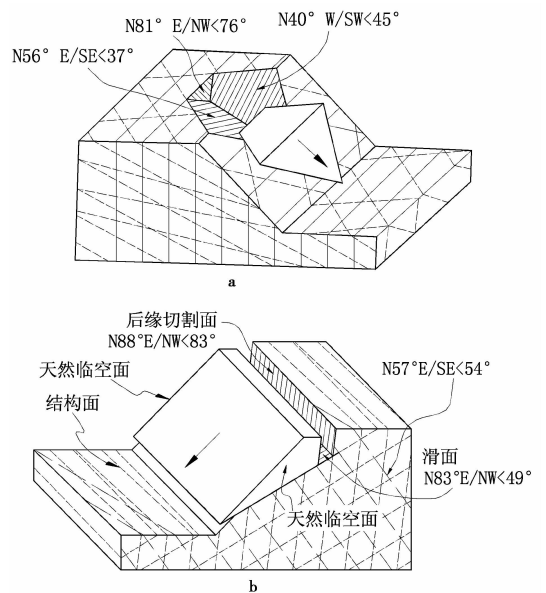 N81° E/NW<76°
N40° W/SW<45°
N56° E/SE<37°
a
后缘切割面
N88°E/NW<83°
天然临空面
N57°E/SE<54°
结构面
滑面
N83°E/NW<49°
天然临空面
b